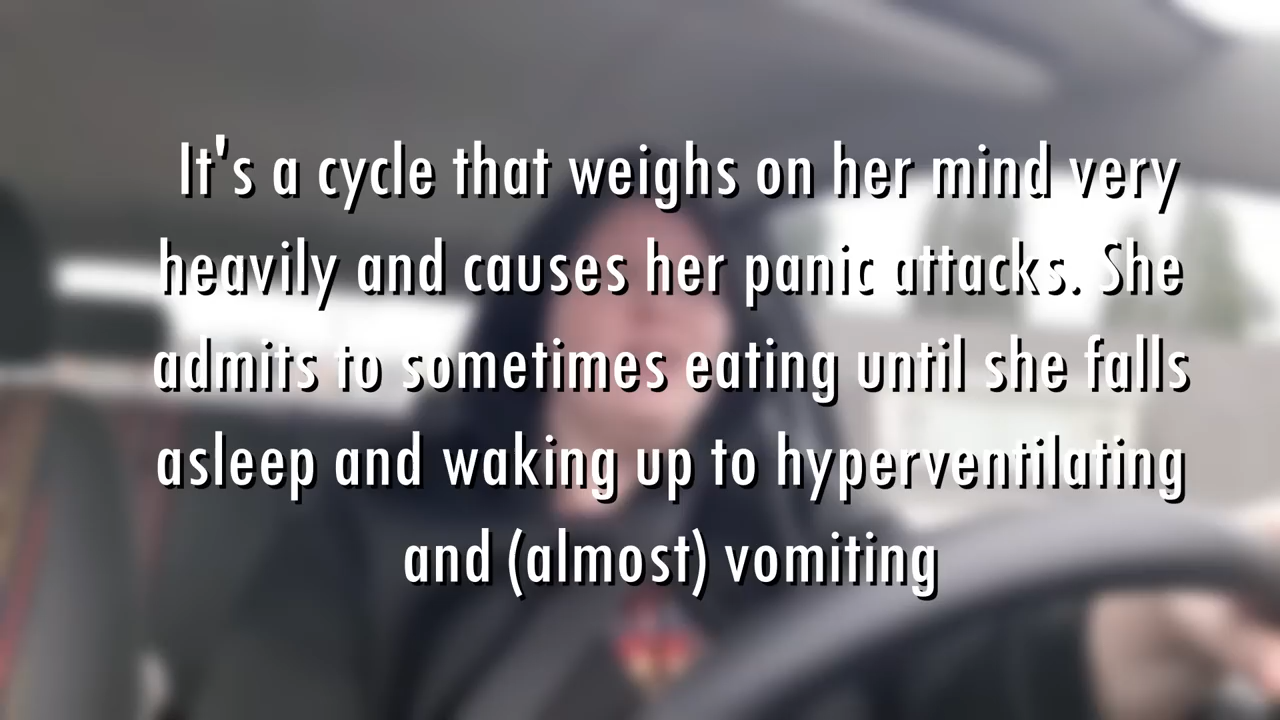 It's a cycle that weighs on her mind very
heavily and causes her panic attacks. She
admits to sometimes eating until she falls
asleep and waking up to hyperventilating
and (almost) vomiting